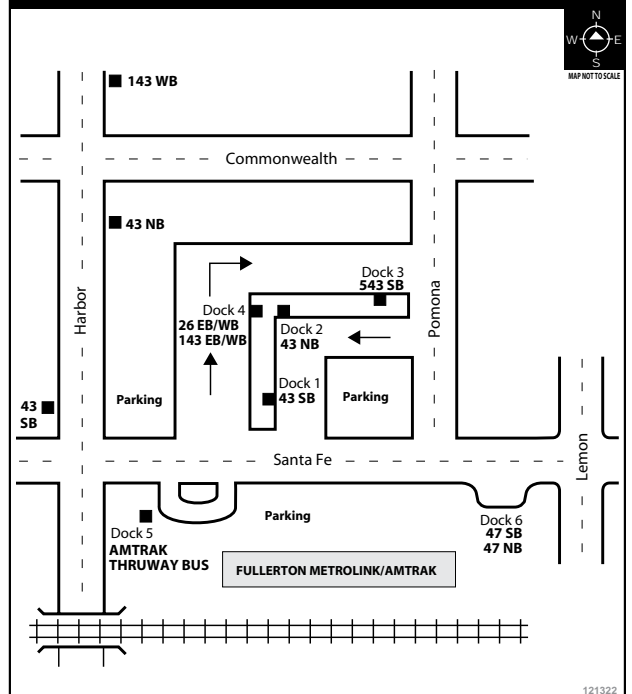 N
W E
S
MAP NOT TO SCALE
143 WB
Commonwealth
43 NB
Harbor
Pomona
Dock 3
543 SB
Dock 4
26 EB/WB
143 EB/WB
Dock 2
43 NB
Dock 1
43 SB
Parking
Parking
43
SB
Santa Fe
Lemon
Parking
Dock 5
AMTRAK
THRUWAY BUS
Dock 6
47 SB
47 NB
FULLERTON METROLINK/AMTRAK
121322